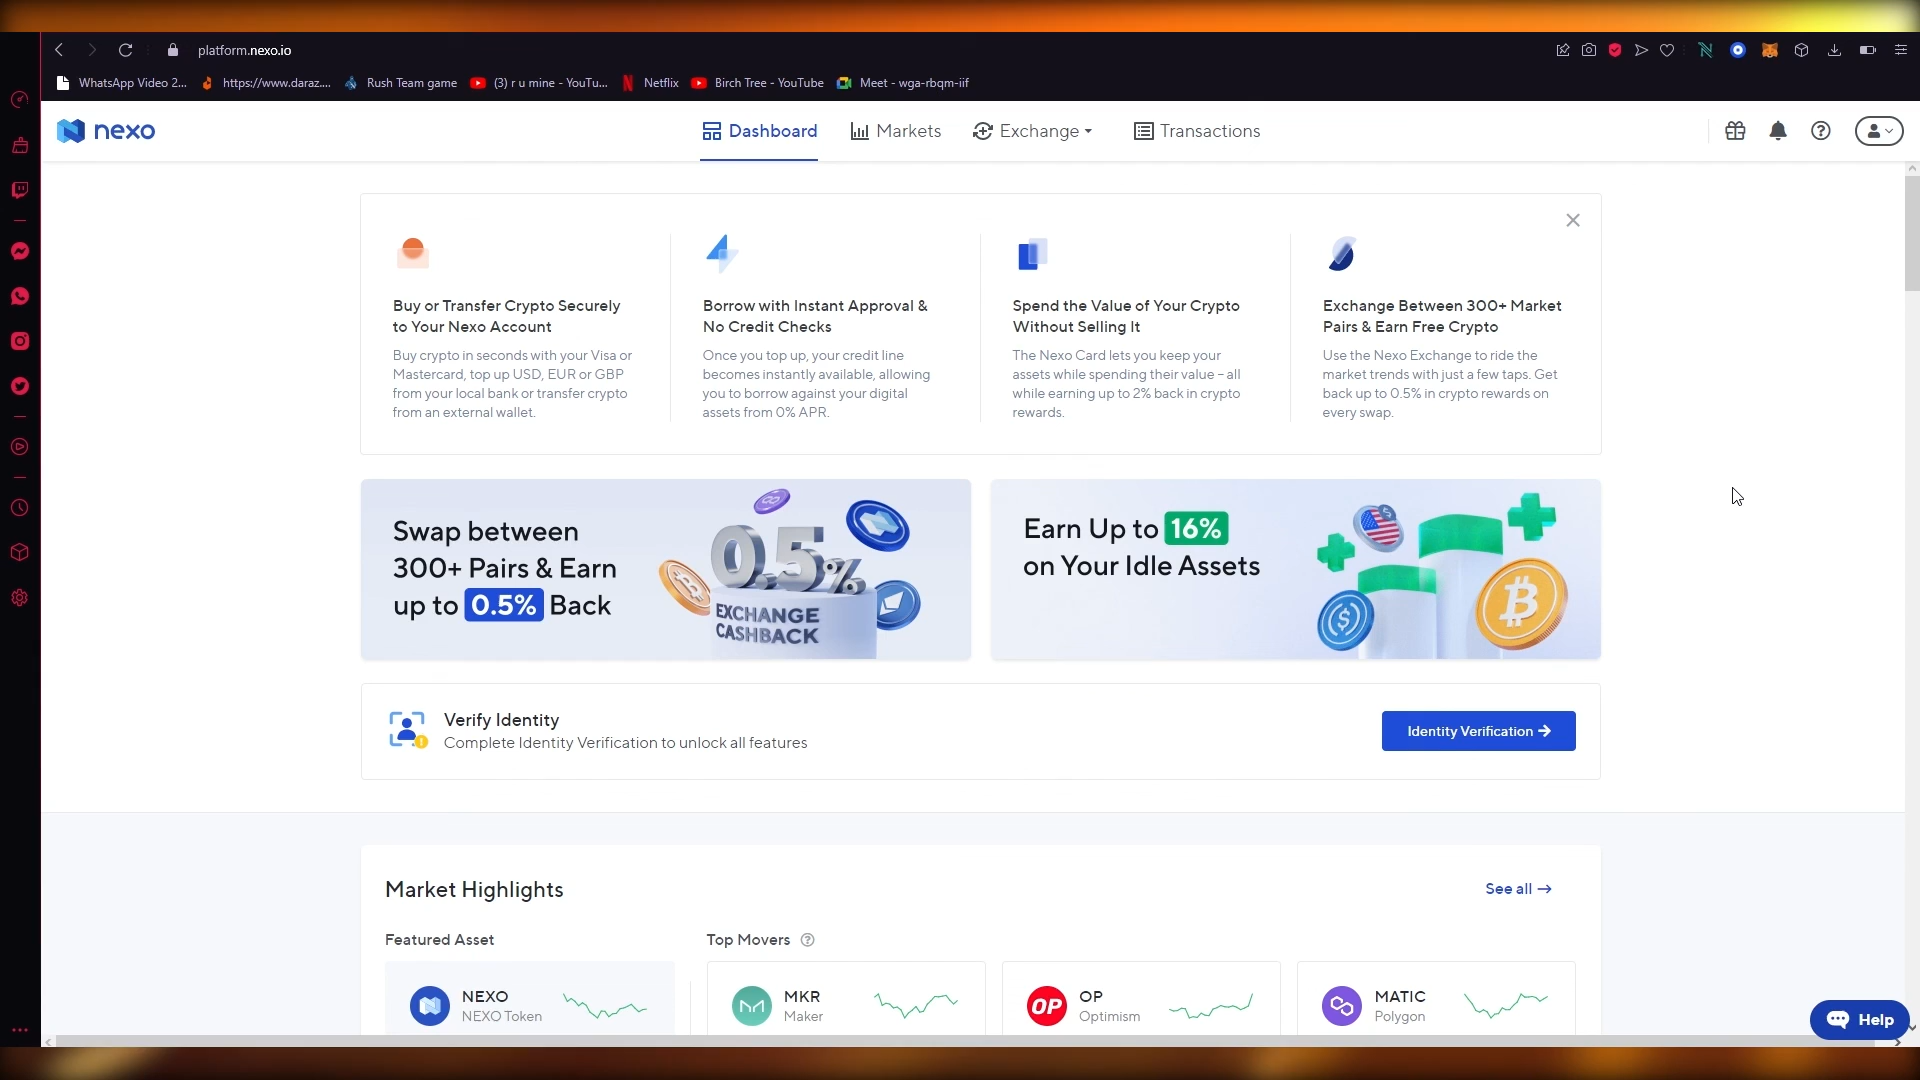 platform.nexo.io
WhatsApp Video 2...
https://www.daraz....
Rush Team game
(3) r u mine - YouTu...
Netflix
Birch Tree - YouTube
Meet - wga-rbqm-iif
nexo
Dashboard
Markets
Exchange
Transactions
Buy or Transfer Crypto Securely
to Your Nexo Account
Buy crypto in seconds with your Visa or
Mastercard, top up USD, EUR or GBP
from your local bank or transfer crypto
from an external wallet.
Borrow with Instant Approval &
No Credit Checks
Once you top up, your credit line
becomes instantly available, allowing
you to borrow against your digital
assets from 0% APR.
Spend the Value of Your Crypto
Without Selling It
The Nexo Card lets you keep your
assets while spending their value – all
while earning up to 2% back in crypto
rewards.
Exchange Between 300+ Market
Pairs & Earn Free Crypto
Use the Nexo Exchange to ride the
market trends with just a few taps. Get
back up to 0.5% in crypto rewards on
every swap.
Swap between
300+ Pairs & Earn
up to 0.5% Back
0.5%
EXCHANGE
CASHBACK
Earn Up to 16%
on Your Idle Assets
Verify Identity
Complete Identity Verification to unlock all features
Identity Verification →
Market Highlights
See all →
Featured Asset
Top Movers
NEXO
NEXO Token
MKR
Maker
OP
OP
Optimism
MATIC
Polygon
Help